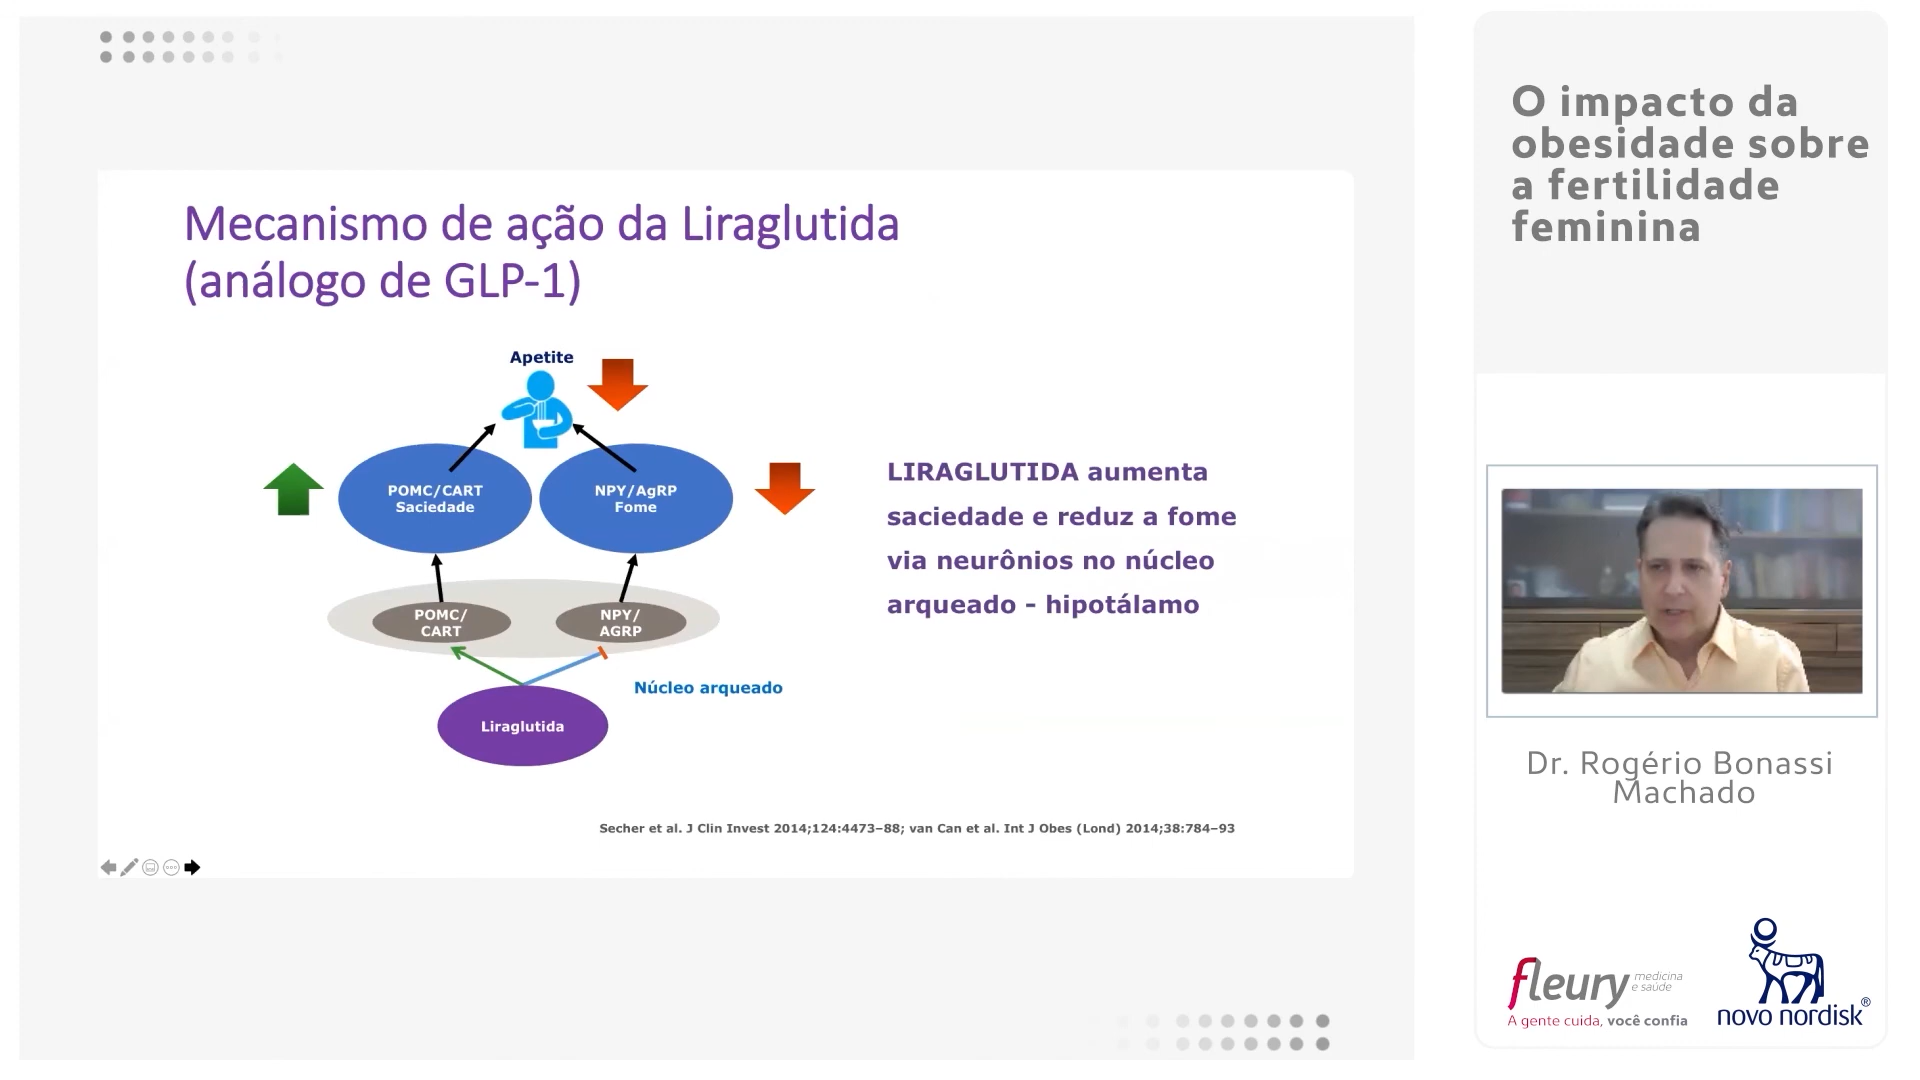 Mecanismo de ação da Liraglutida
(análogo de GLP-1)
Apetite
POMC/CART
Saciedade
NPY/AgRP
Fome
POMC/
CART
NPY/
AGRP
Núcleo arqueado
Liraglutida
LIRAGLUTIDA aumenta
saciedade e reduz a fome
via neurônios no núcleo
arqueado - hipotálamo
Secher et al. J Clin Invest 2014;124:4473–88; van Can et al. Int J Obes (Lond) 2014;38:784–93
O impacto da
obesidade sobre
a fertilidade
feminina
Dr. Rogério Bonassi
Machado
fleury medicina
e saúde
A gente cuida, você confia
novo nordisk®